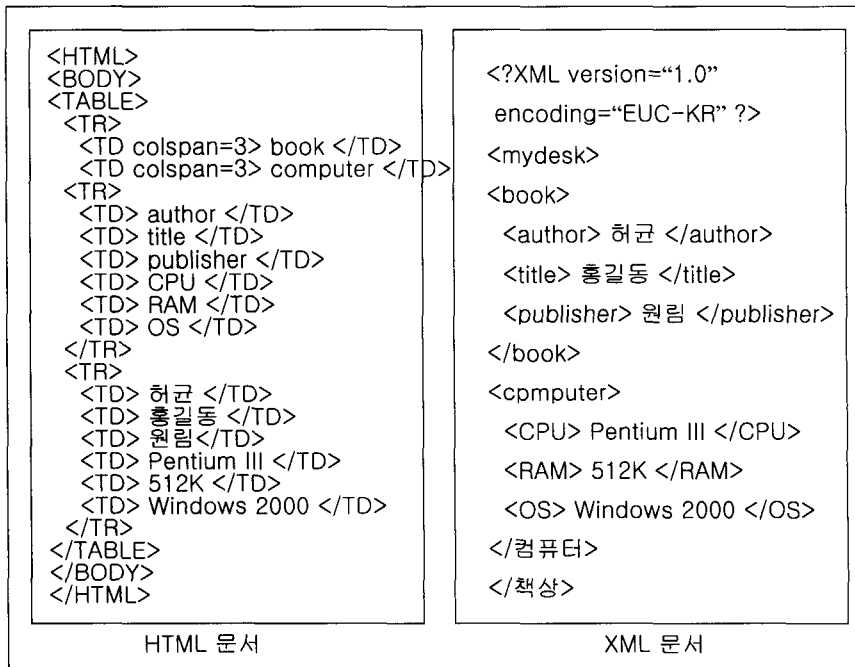 <HTML>
<BODY>
<TABLE>
<TR>
<TD colspan=3> book </TD>
<TD colspan=3> computer </TD>
<TR>
<TD> author </TD>
<TD> title </TD>
<TD> publisher </TD>
<TD> CPU </TD>
<TD> RAM </TD>
<TD> OS </TD>
</TR>
<TR>
<TD> 허균 </TD>
<TD> 홍길동 </TD>
<TD> 원림</TD>
<TD> Pentium III </TD>
<TD> 512K </TD>
<TD> Windows 2000 </TD>
</TR>
</TABLE>
</BODY>
</HTML>
HTML 문서
<?XML version=“1.0”
encoding=“EUC-KR” ?>
<mydesk>
<book>
<author> 허균 </author>
<title> 홍길동 </title>
<publisher> 원림 </publisher>
</book>
<cpmputer>
<CPU> Pentium III </CPU>
<RAM> 512K </RAM>
<OS> Windows 2000 </OS>
</컴퓨터>
</책상>
XML 문서